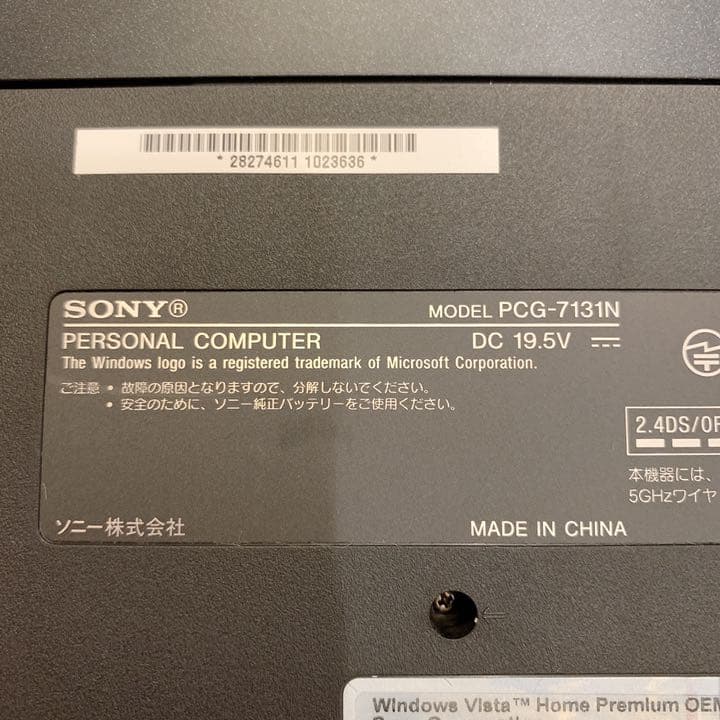 * 28274611 1023636 *
SONY®
MODEL PCG-7131N
PERSONAL COMPUTER
DC 19.5V ⎓
The Windows logo is a registered trademark of Microsoft Corporation.
ご注意 • 故障の原因となりますので、分解しないでください。
• 安全のために、ソニー純正バッテリーをご使用ください。
2.4DS/OF
本機器には、
5GHzワイヤ
ソニー株式会社
MADE IN CHINA
Windows Vista™ Home Premium OEM